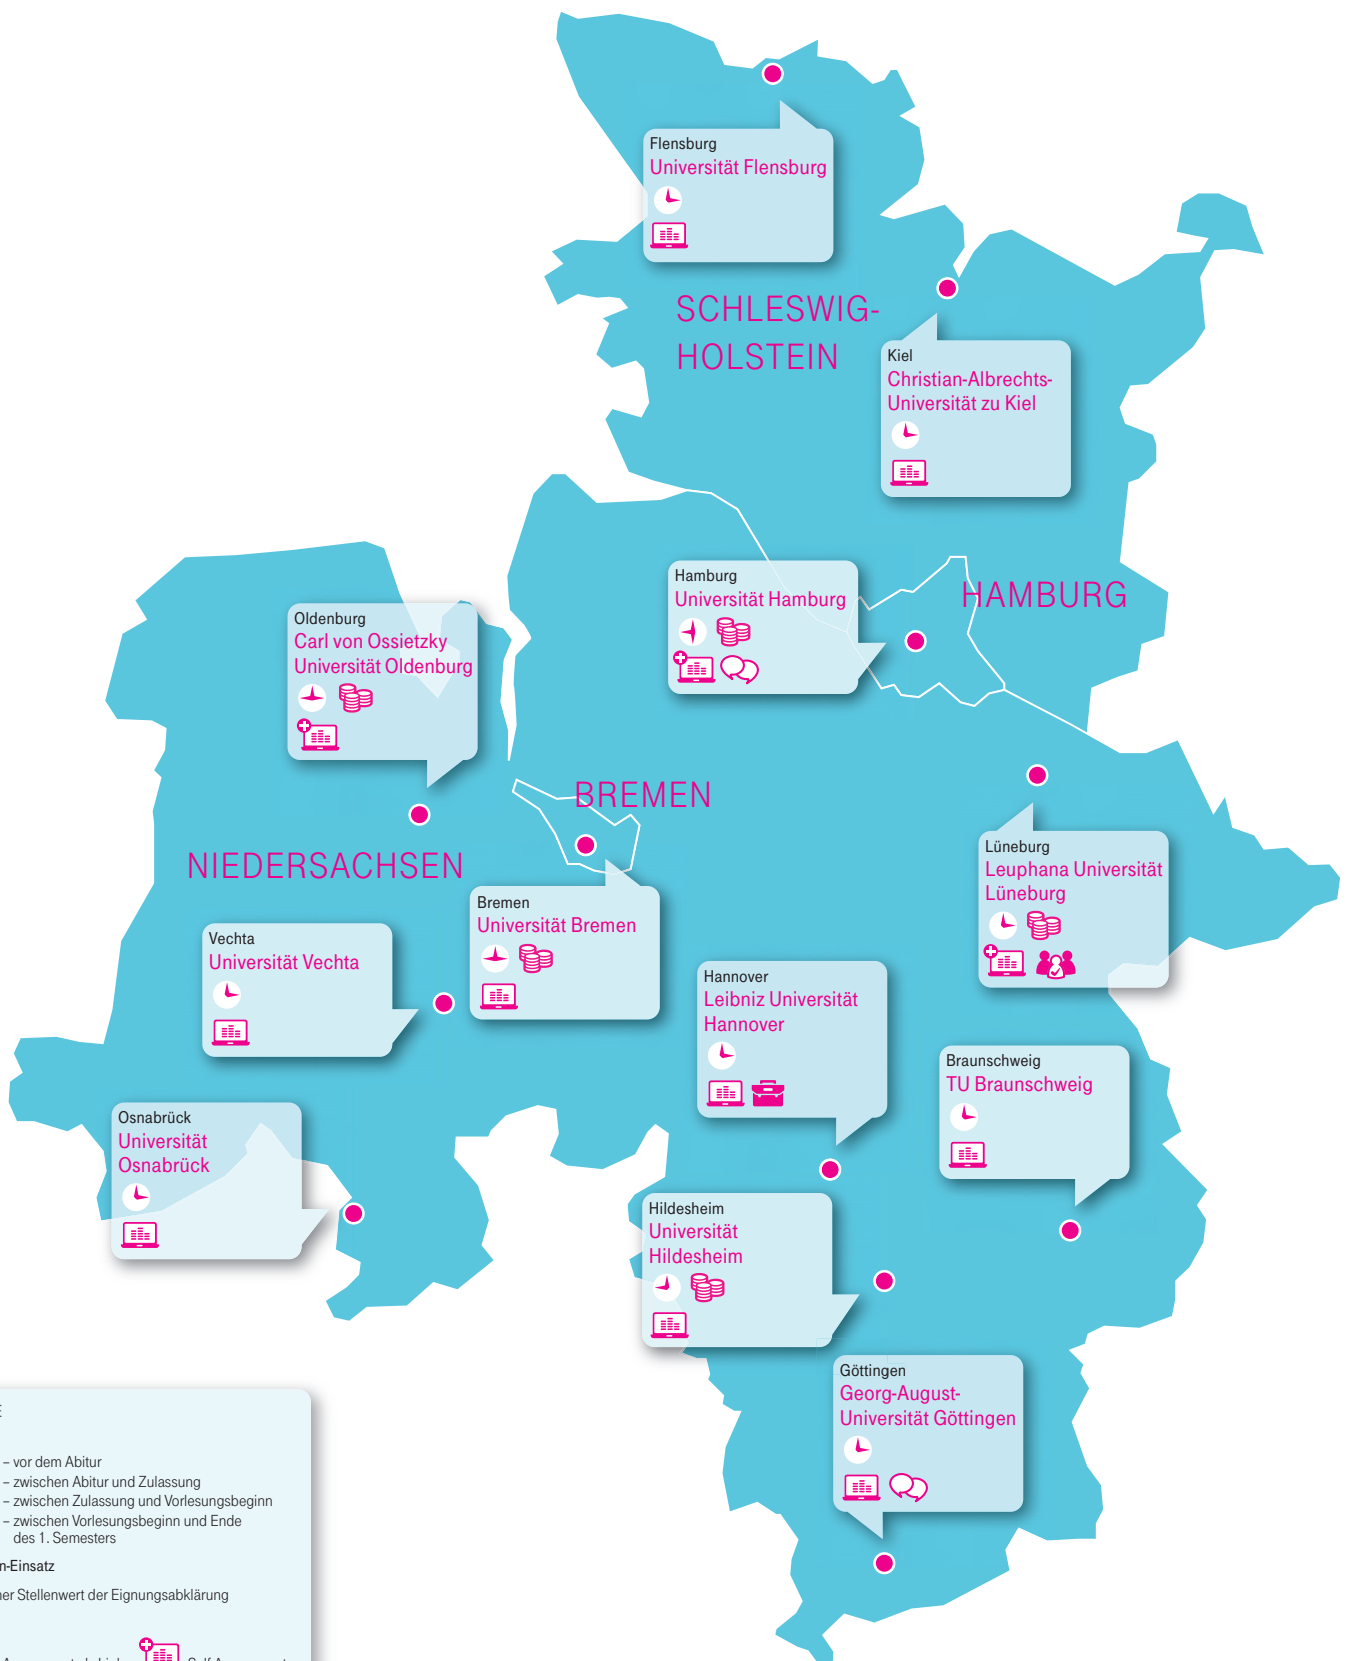 Flensburg
Universität Flensburg
SCHLESWIG-
HOLSTEIN
Kiel
Christian-Albrechts-
Universität zu Kiel
Hamburg
Universität Hamburg
HAMBURG
Oldenburg
Carl von Ossietzky
Universität Oldenburg
BREMEN
NIEDERSACHSEN
Lüneburg
Leuphana Universität
Lüneburg
Bremen
Universität Bremen
Vechta
Universität Vechta
Hannover
Leibniz Universität
Hannover
Braunschweig
TU Braunschweig
Osnabrück
Universität
Osnabrück
Hildesheim
Universität
Hildesheim
Göttingen
Georg-August-
Universität Göttingen
– vor dem Abitur
– zwischen Abitur und Zulassung
– zwischen Zulassung und Vorlesungsbeginn
– zwischen Vorlesungsbeginn und Ende
des 1. Semesters
n-Einsatz
her Stellenwert der Eignungsabklärung